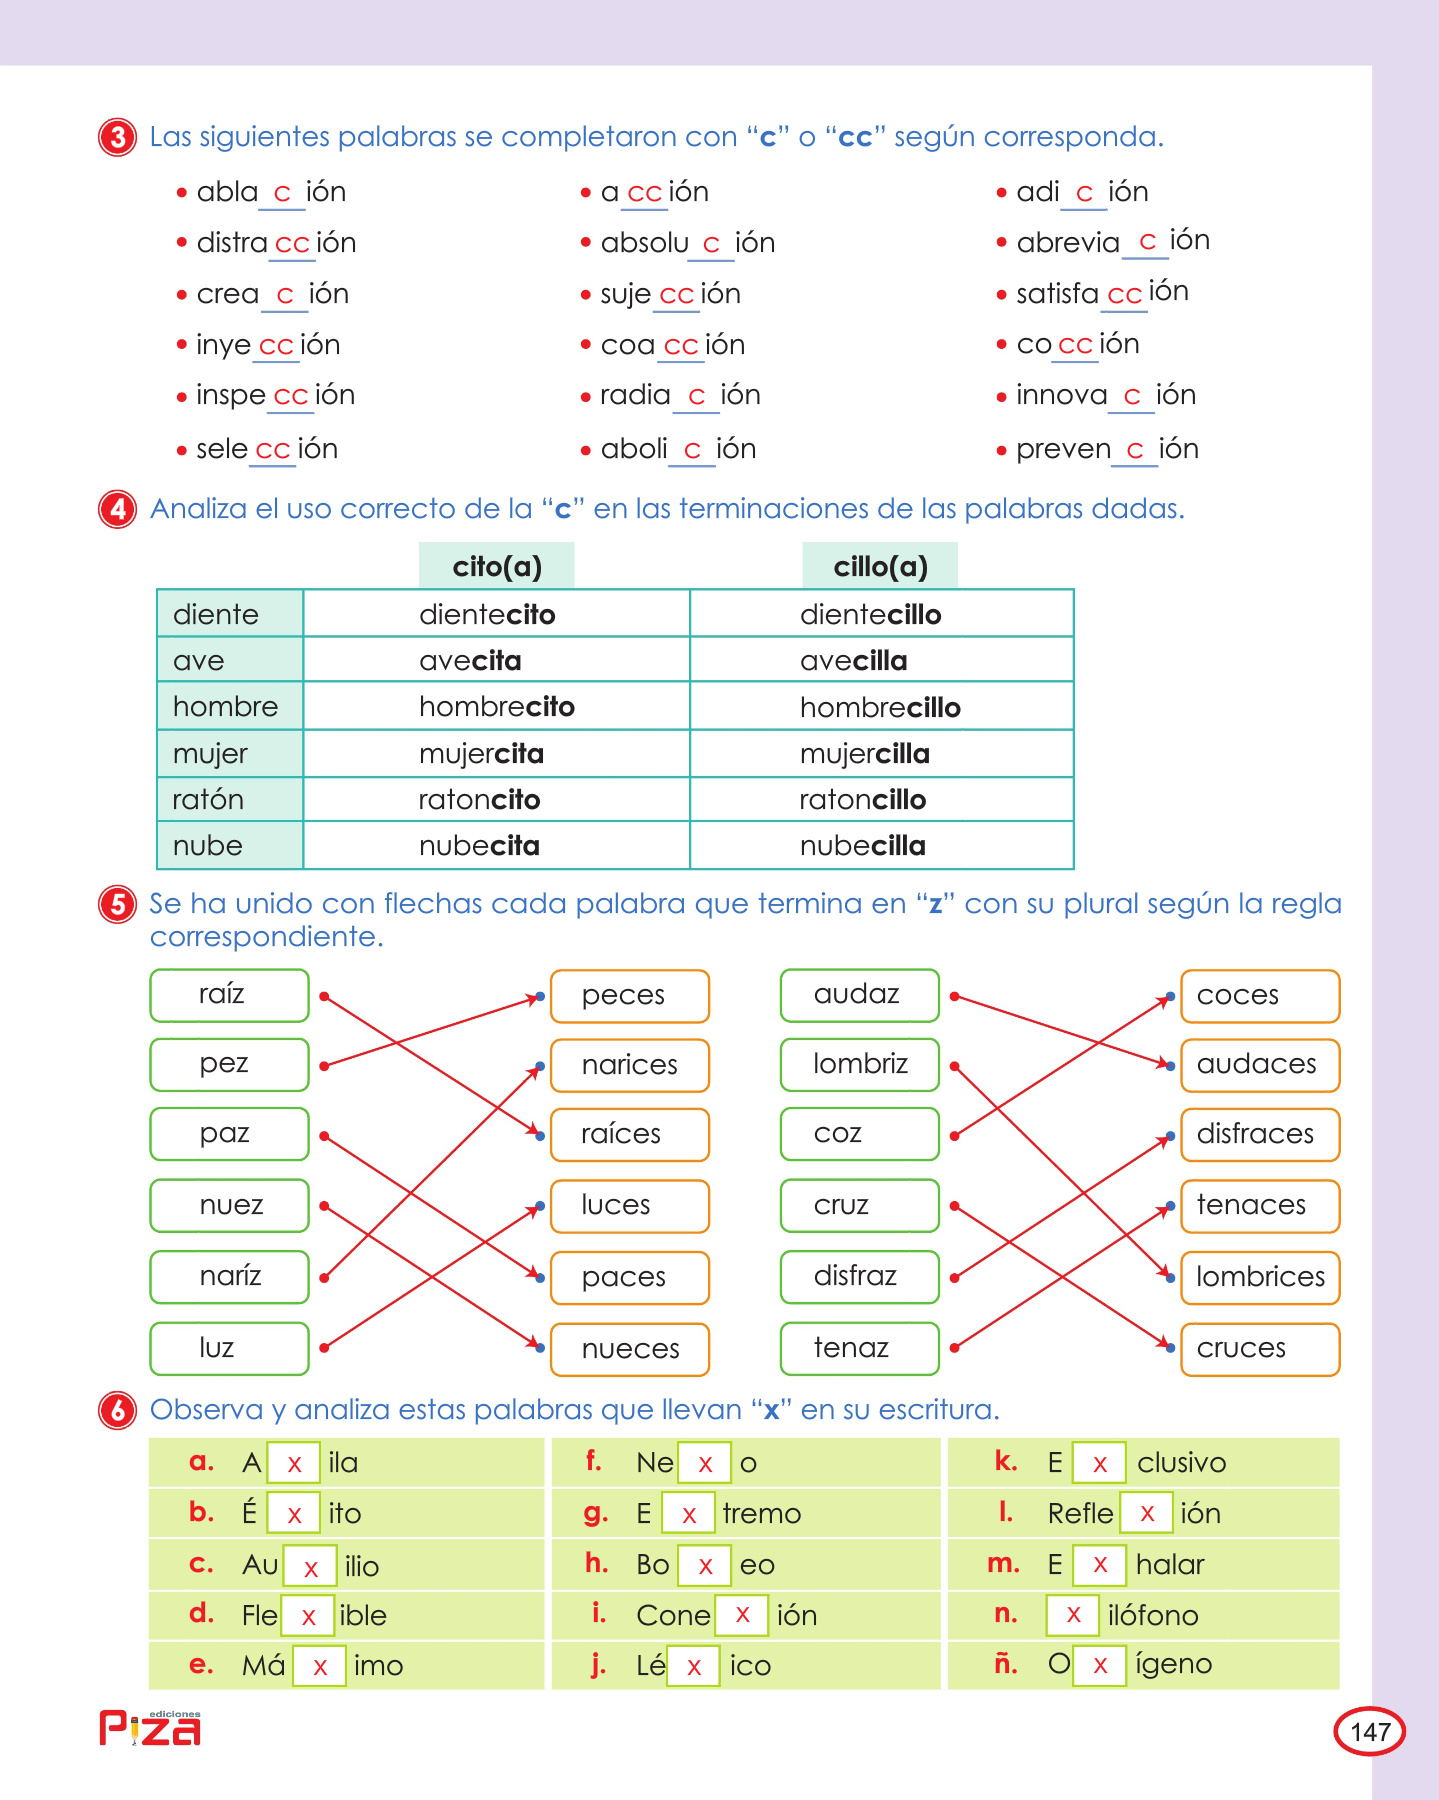 3 Las siguientes palabras se completaron con “c” o “cc” según corresponda.
• abla c ión • a cc ión • adi c ión
• distra cc ión • absolu c ión • abrevia c ión
• crea c ión • suje cc ión • satisfa cc ión
• inye cc ión • coa cc ión • co cc ión
• inspe cc ión • radia c ión • innova c ión
• sele cc ión • aboli c ión • preven c ión
4 Analiza el uso correcto de la “c” en las terminaciones de las palabras dadas.
cito(a) cillo(a)
diente dientecito dientecillo
ave avecita avecilla
hombre hombrecito hombrecillo
mujer mujercita mujercilla
ratón ratoncito ratoncillo
nube nubecita nubecilla
5 Se ha unido con flechas cada palabra que termina en “z” con su plural según la regla
correspondiente.
raíz peces audaz coces
pez narices lombriz audaces
paz raíces coz disfraces
nuez luces cruz tenaces
naríz paces disfraz lombrices
luz nueces tenaz cruces
6 Observa y analiza estas palabras que llevan “x” en su escritura.
a. A x ila f. Ne x o k. E x clusivo
b. É x ito g. E x tremo l. Refle x ión
c. Au x ilio h. Bo x eo m. E x halar
d. Fle x ible i. Cone x ión n. x ilófono
e. Má x imo j. Lé x ico ñ. O x ígeno
ediciones
Piza
147